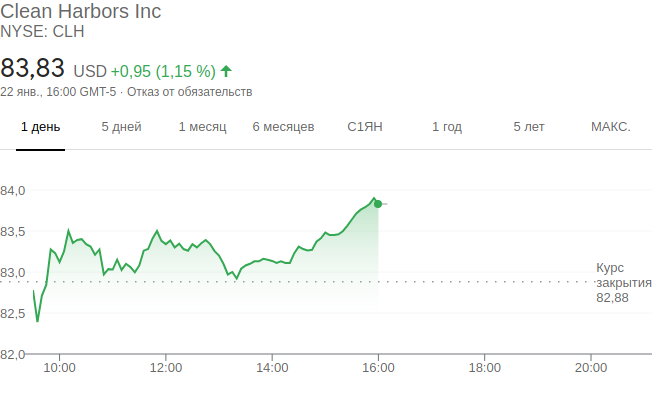 Clean Harbors Inc
NYSE: CLH
83,83 USD +0,95 (1,15 %)
22 янв., 16:00 GMT-5 · Отказ от обязательств
1 день 5 дней 1 месяц 6 месяцев С1ЯН 1 год 5 лет МАКС.
84,0
83,5
83,0
82,5
82,0
Курс
закрытия
82,88
10:00 12:00 14:00 16:00 18:00 20:00